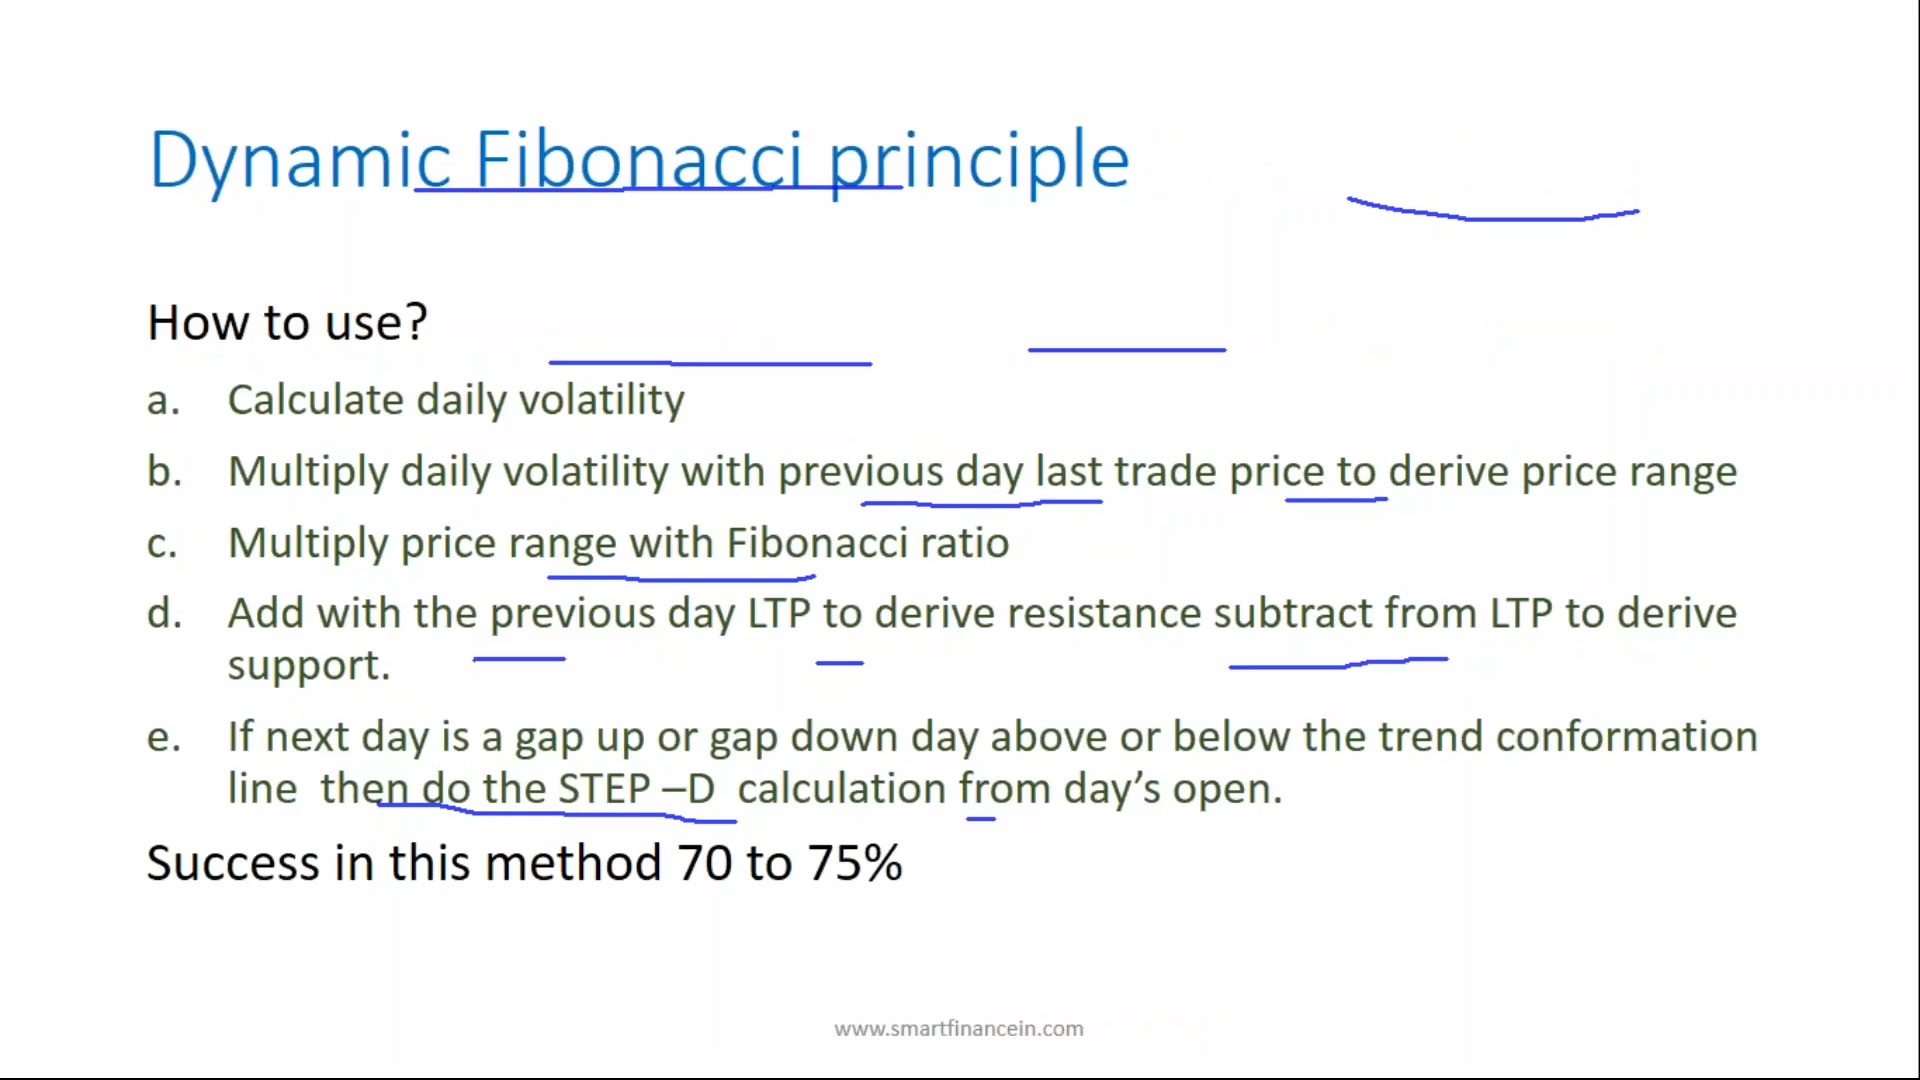 Dynamic Fibonacci principle
How to use?
a. Calculate daily volatility
b. Multiply daily volatility with previous day last trade price to derive price range
c. Multiply price range with Fibonacci ratio
d. Add with the previous day LTP to derive resistance subtract from LTP to derive
support.
e. If next day is a gap up or gap down day above or below the trend conformation
line then do the STEP –D calculation from day’s open.
Success in this method 70 to 75%
www.smartfinancein.com